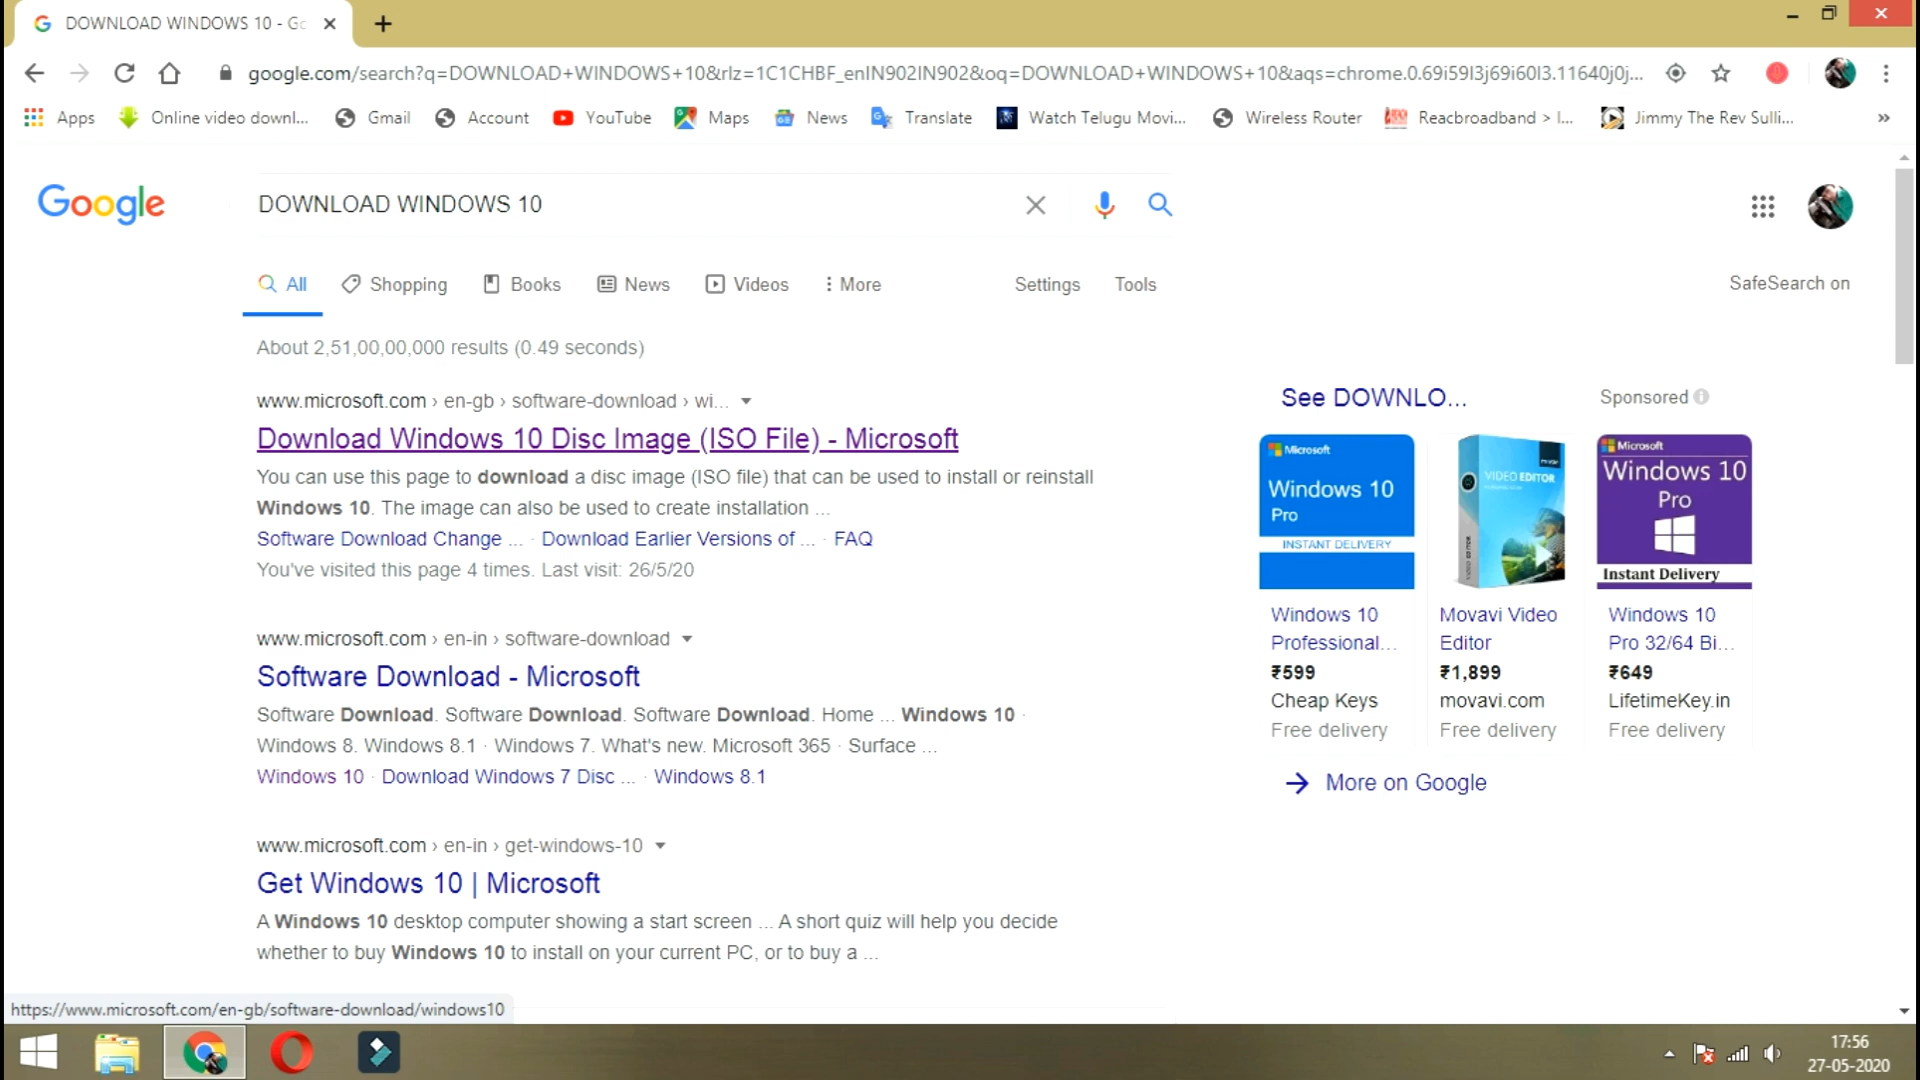 DOWNLOAD WINDOWS 10 - Go
google.com/search?q=DOWNLOAD+WINDOWS+10&rlz=1C1CHBF_enIN902IN902&oq=DOWNLOAD+WINDOWS+10&aqs=chrome.0.69i59l3j69i60l3.11640j0j...
Apps Online video downl... Gmail Account YouTube Maps News Translate Watch Telugu Movi... Wireless Router Reacbroadband > I... Jimmy The Rev Sulli... »
Google DOWNLOAD WINDOWS 10
All Shopping Books News Videos More Settings Tools SafeSearch on
About 2,51,00,00,000 results (0.49 seconds)
www.microsoft.com › en-gb › software-download › wi...
Download Windows 10 Disc Image (ISO File) - Microsoft
You can use this page to download a disc image (ISO file) that can be used to install or reinstall
Windows 10. The image can also be used to create installation ...
Software Download Change ... · Download Earlier Versions of ... · FAQ
You've visited this page 4 times. Last visit: 26/5/20
www.microsoft.com › en-in › software-download
Software Download - Microsoft
Software Download. Software Download. Software Download. Home ... Windows 10 ·
Windows 8. Windows 8.1 · Windows 7. What's new. Microsoft 365 · Surface ...
Windows 10 · Download Windows 7 Disc ... · Windows 8.1
www.microsoft.com › en-in › get-windows-10
Get Windows 10 | Microsoft
A Windows 10 desktop computer showing a start screen ... A short quiz will help you decide
whether to buy Windows 10 to install on your current PC, or to buy a ...
See DOWNLO... Sponsored
Microsoft
Windows 10
Pro
INSTANT DELIVERY
Windows 10
Professional...
₹599
Cheap Keys
Free delivery
VIDEO EDITOR
Movavi Video
Editor
₹1,899
movavi.com
Free delivery
Microsoft
Windows 10
Pro
Instant Delivery
Windows 10
Pro 32/64 Bi...
₹649
LifetimeKey.in
Free delivery
More on Google
https://www.microsoft.com/en-gb/software-download/windows10
17:56
27-05-2020